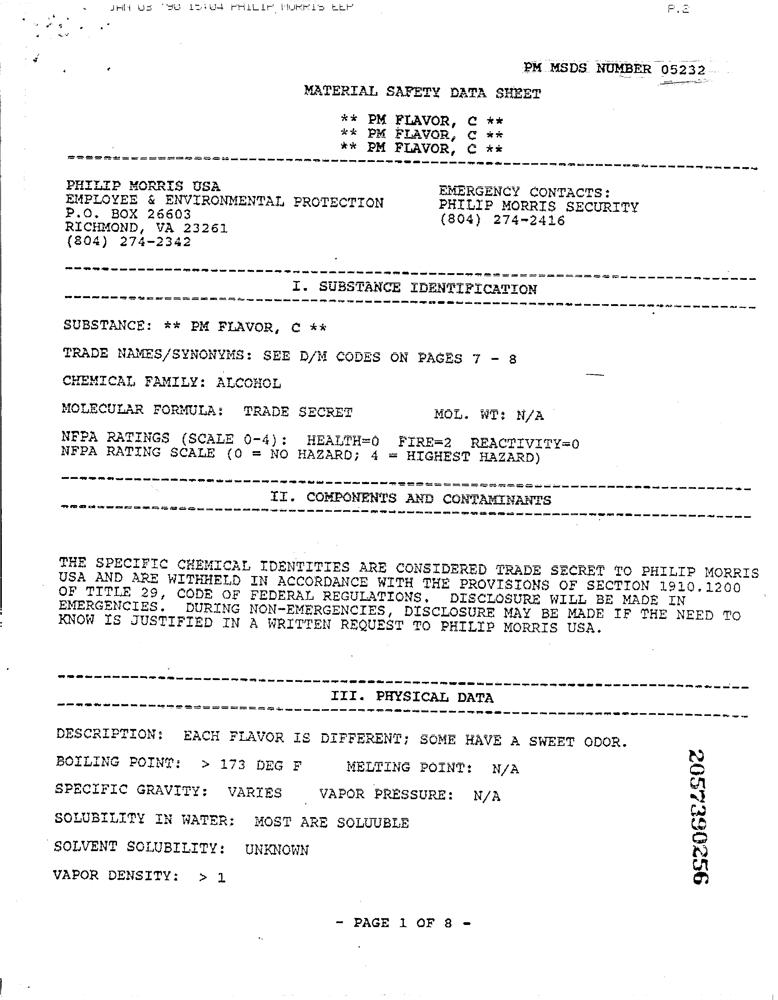 JAN 03 '90 15:04 PHILIP MORRIS EEP P.2
PM MSDS NUMBER 05232
MATERIAL SAFETY DATA SHEET
** PM FLAVOR, C **
** PM FLAVOR, C **
** PM FLAVOR, C **
PHILIP MORRIS USA
EMPLOYEE & ENVIRONMENTAL PROTECTION
P.O. BOX 26603
RICHMOND, VA 23261
(804) 274-2342
EMERGENCY CONTACTS:
PHILIP MORRIS SECURITY
(804) 274-2416
I. SUBSTANCE IDENTIFICATION
SUBSTANCE: ** PM FLAVOR, C **
TRADE NAMES/SYNONYMS: SEE D/M CODES ON PAGES 7 - 8
CHEMICAL FAMILY: ALCOHOL
MOLECULAR FORMULA: TRADE SECRET MOL. WT: N/A
NFPA RATINGS (SCALE 0-4): HEALTH=0 FIRE=2 REACTIVITY=0
NFPA RATING SCALE (0 = NO HAZARD; 4 = HIGHEST HAZARD)
II. COMPONENTS AND CONTAMINANTS
THE SPECIFIC CHEMICAL IDENTITIES ARE CONSIDERED TRADE SECRET TO PHILIP MORRIS
USA AND ARE WITHHELD IN ACCORDANCE WITH THE PROVISIONS OF SECTION 1910.1200
OF TITLE 29, CODE OF FEDERAL REGULATIONS. DISCLOSURE WILL BE MADE IN
EMERGENCIES. DURING NON-EMERGENCIES, DISCLOSURE MAY BE MADE IF THE NEED TO
KNOW IS JUSTIFIED IN A WRITTEN REQUEST TO PHILIP MORRIS USA.
III. PHYSICAL DATA
DESCRIPTION: EACH FLAVOR IS DIFFERENT; SOME HAVE A SWEET ODOR.
BOILING POINT: > 173 DEG F MELTING POINT: N/A
SPECIFIC GRAVITY: VARIES VAPOR PRESSURE: N/A
SOLUBILITY IN WATER: MOST ARE SOLUUBLE
SOLVENT SOLUBILITY: UNKNOWN
VAPOR DENSITY: > 1
2057390256
- PAGE 1 OF 8 -